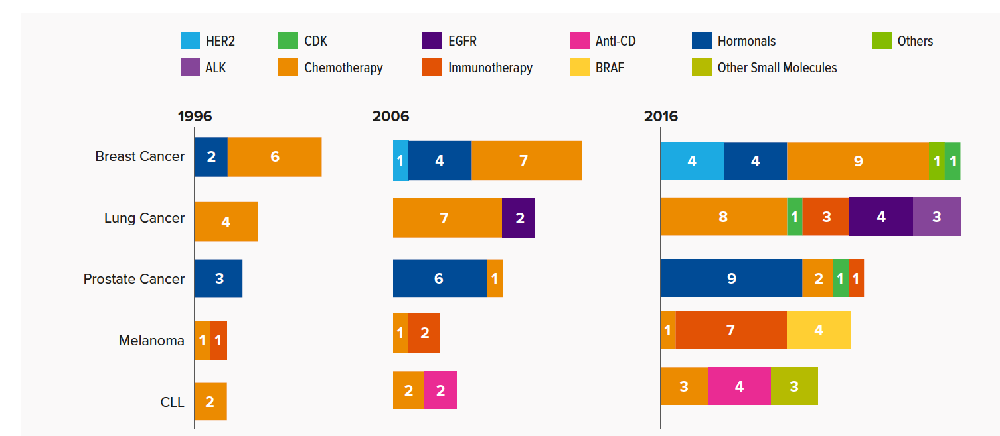 HER2 CDK EGFR Anti-CD Hormonals Others
ALK Chemotherapy Immunotherapy BRAF Other Small Molecules
1996 2006 2016
Breast Cancer 2 6 1 4 7 4 4 9 1 1
Lung Cancer 4 7 2 8 1 3 4 3
Prostate Cancer 3 6 1 9 2 1 1
Melanoma 1 1 1 2 1 7 4
CLL 2 2 2 3 4 3